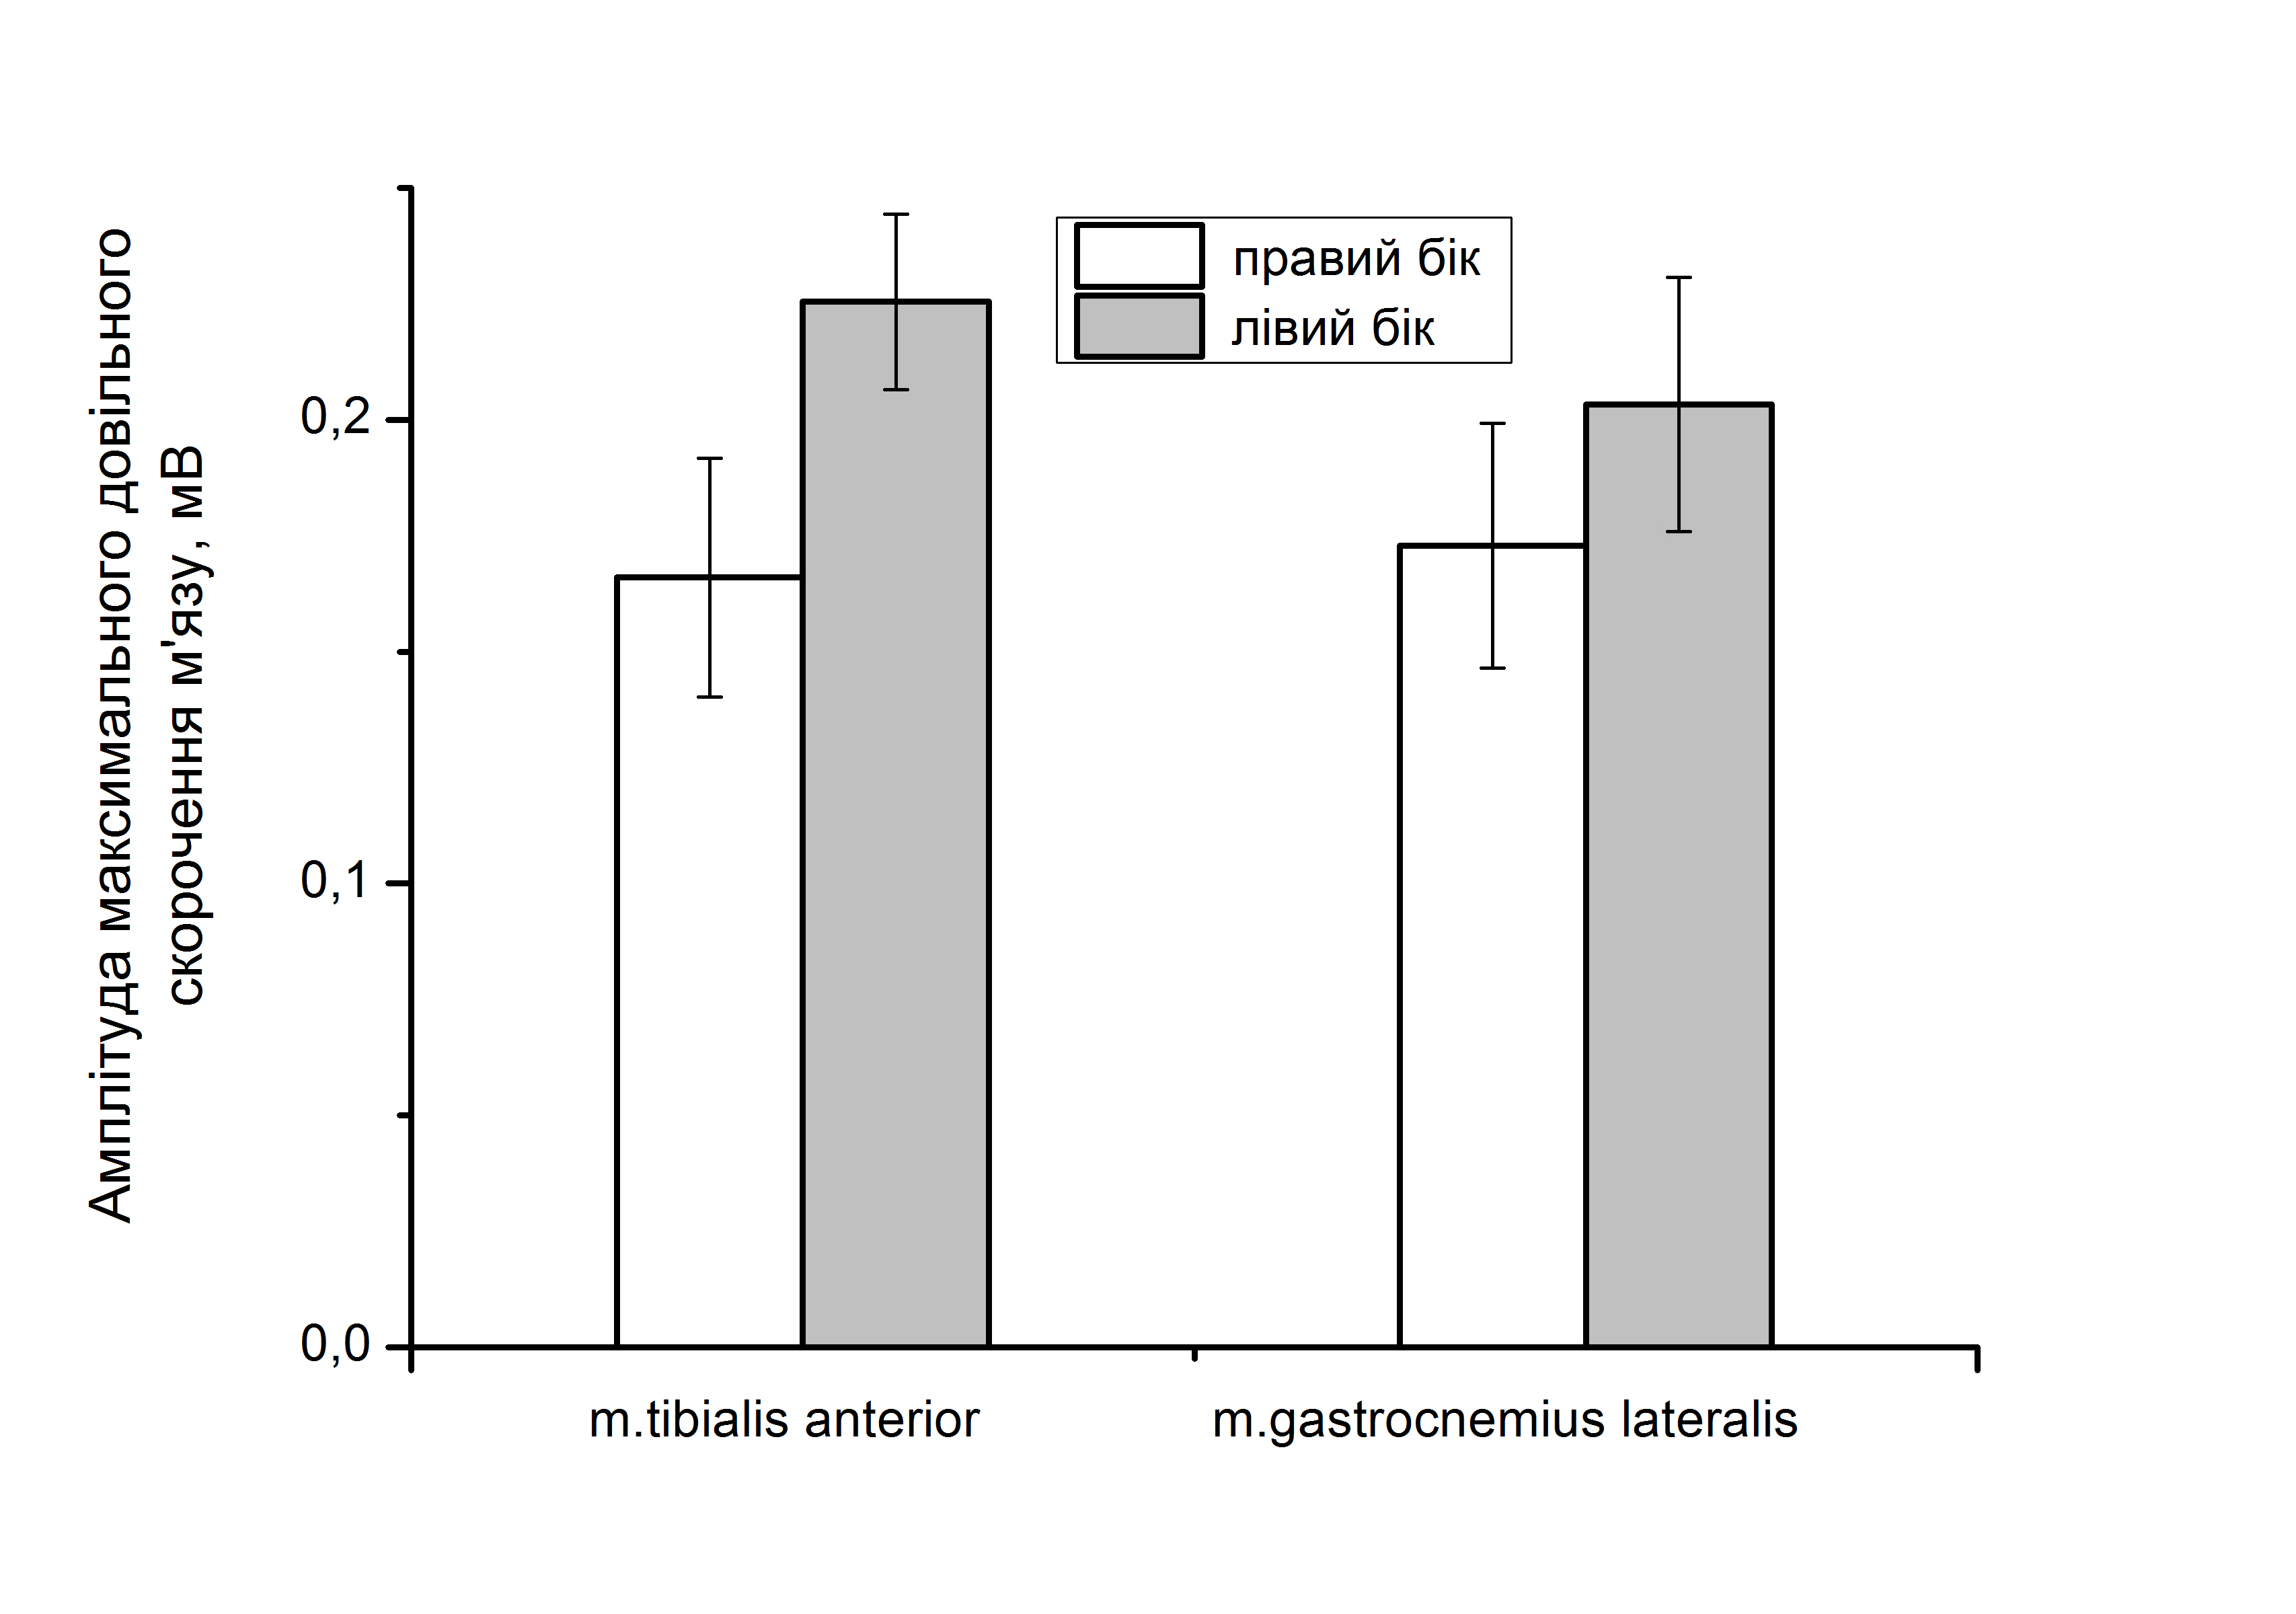 Амплітуда максимального довільного
скорочення м'язу, мВ
правий бік
лівий бік
0,2
0,1
0,0
m.tibialis anterior
m.gastrocnemius lateralis